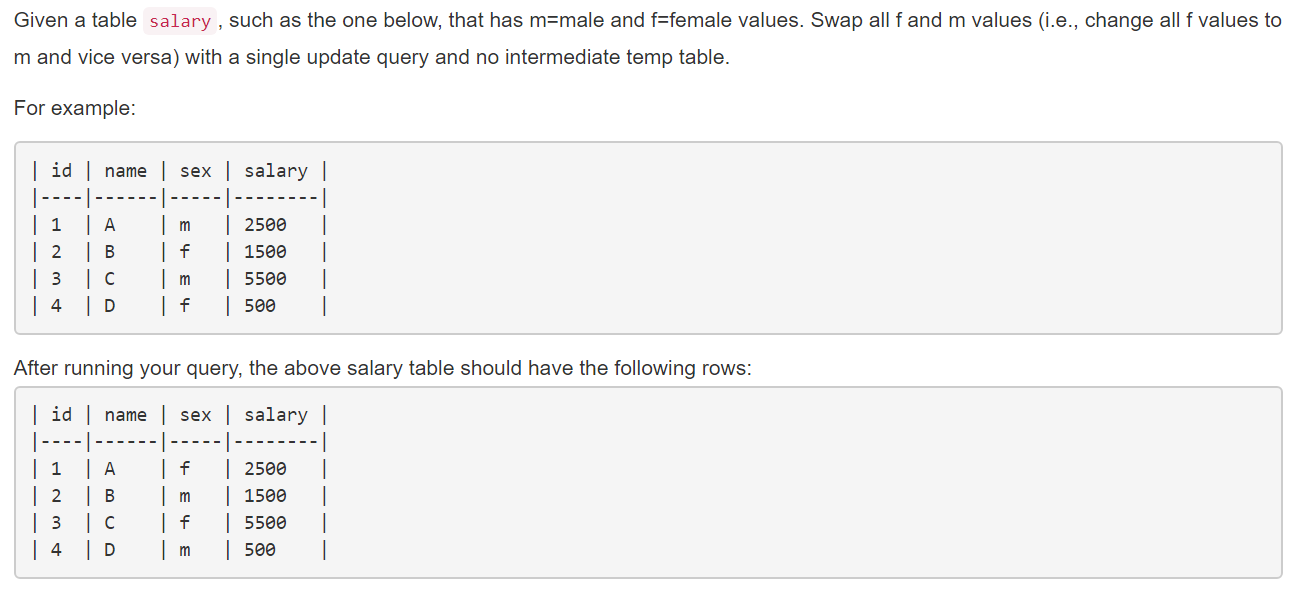 Given a table salary, such as the one below, that has m=male and f=female values. Swap all f and m values (i.e., change all f values to
m and vice versa) with a single update query and no intermediate temp table.
For example:
| id | name | sex | salary |
|----|------|-----|--------|
| 1  | A    | m   | 2500   |
| 2  | B    | f   | 1500   |
| 3  | C    | m   | 5500   |
| 4  | D    | f   | 500    |
After running your query, the above salary table should have the following rows:
| id | name | sex | salary |
|----|------|-----|--------|
| 1  | A    | f   | 2500   |
| 2  | B    | m   | 1500   |
| 3  | C    | f   | 5500   |
| 4  | D    | m   | 500    |